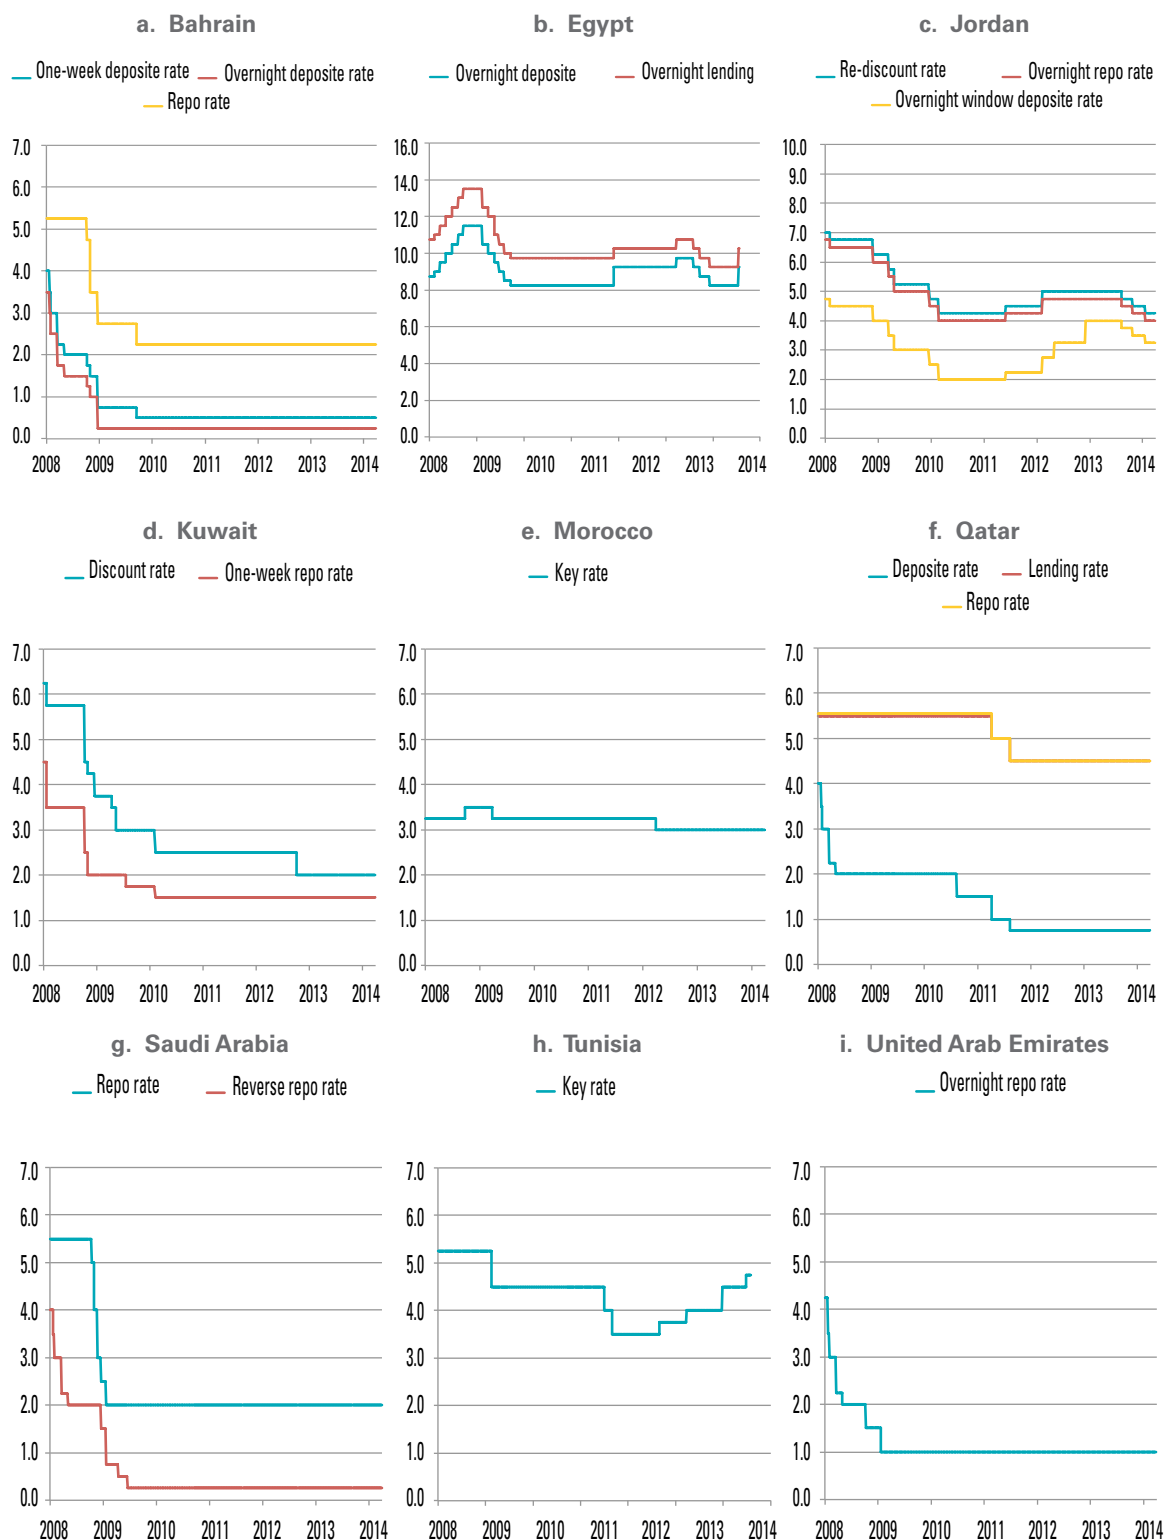 a. Bahrain
One-week deposite rate Overnight deposite rate
Repo rate
7.0
6.0
5.0
4.0
3.0
2.0
1.0
0.0
2008 2009 2010 2011 2012 2013 2014
b. Egypt
Overnight deposite Overnight lending
16.0
14.0
12.0
10.0
8.0
6.0
4.0
2.0
0.0
2008 2009 2010 2011 2012 2013 2014
c. Jordan
Re-discount rate Overnight repo rate
Overnight window deposite rate
10.0
9.0
8.0
7.0
6.0
5.0
4.0
3.0
2.0
1.0
0.0
2008 2009 2010 2011 2012 2013 2014
d. Kuwait
Discount rate One-week repo rate
7.0
6.0
5.0
4.0
3.0
2.0
1.0
0.0
2008 2009 2010 2011 2012 2013 2014
e. Morocco
Key rate
7.0
6.0
5.0
4.0
3.0
2.0
1.0
0.0
2008 2009 2010 2011 2012 2013 2014
f. Qatar
Deposite rate Lending rate
Repo rate
7.0
6.0
5.0
4.0
3.0
2.0
1.0
0.0
2008 2009 2010 2011 2012 2013 2014
g. Saudi Arabia
Repo rate Reverse repo rate
7.0
6.0
5.0
4.0
3.0
2.0
1.0
0.0
2008 2009 2010 2011 2012 2013 2014
h. Tunisia
Key rate
7.0
6.0
5.0
4.0
3.0
2.0
1.0
0.0
2008 2009 2010 2011 2012 2013 2014
i. United Arab Emirates
Overnight repo rate
7.0
6.0
5.0
4.0
3.0
2.0
1.0
0.0
2008 2009 2010 2011 2012 2013 2014